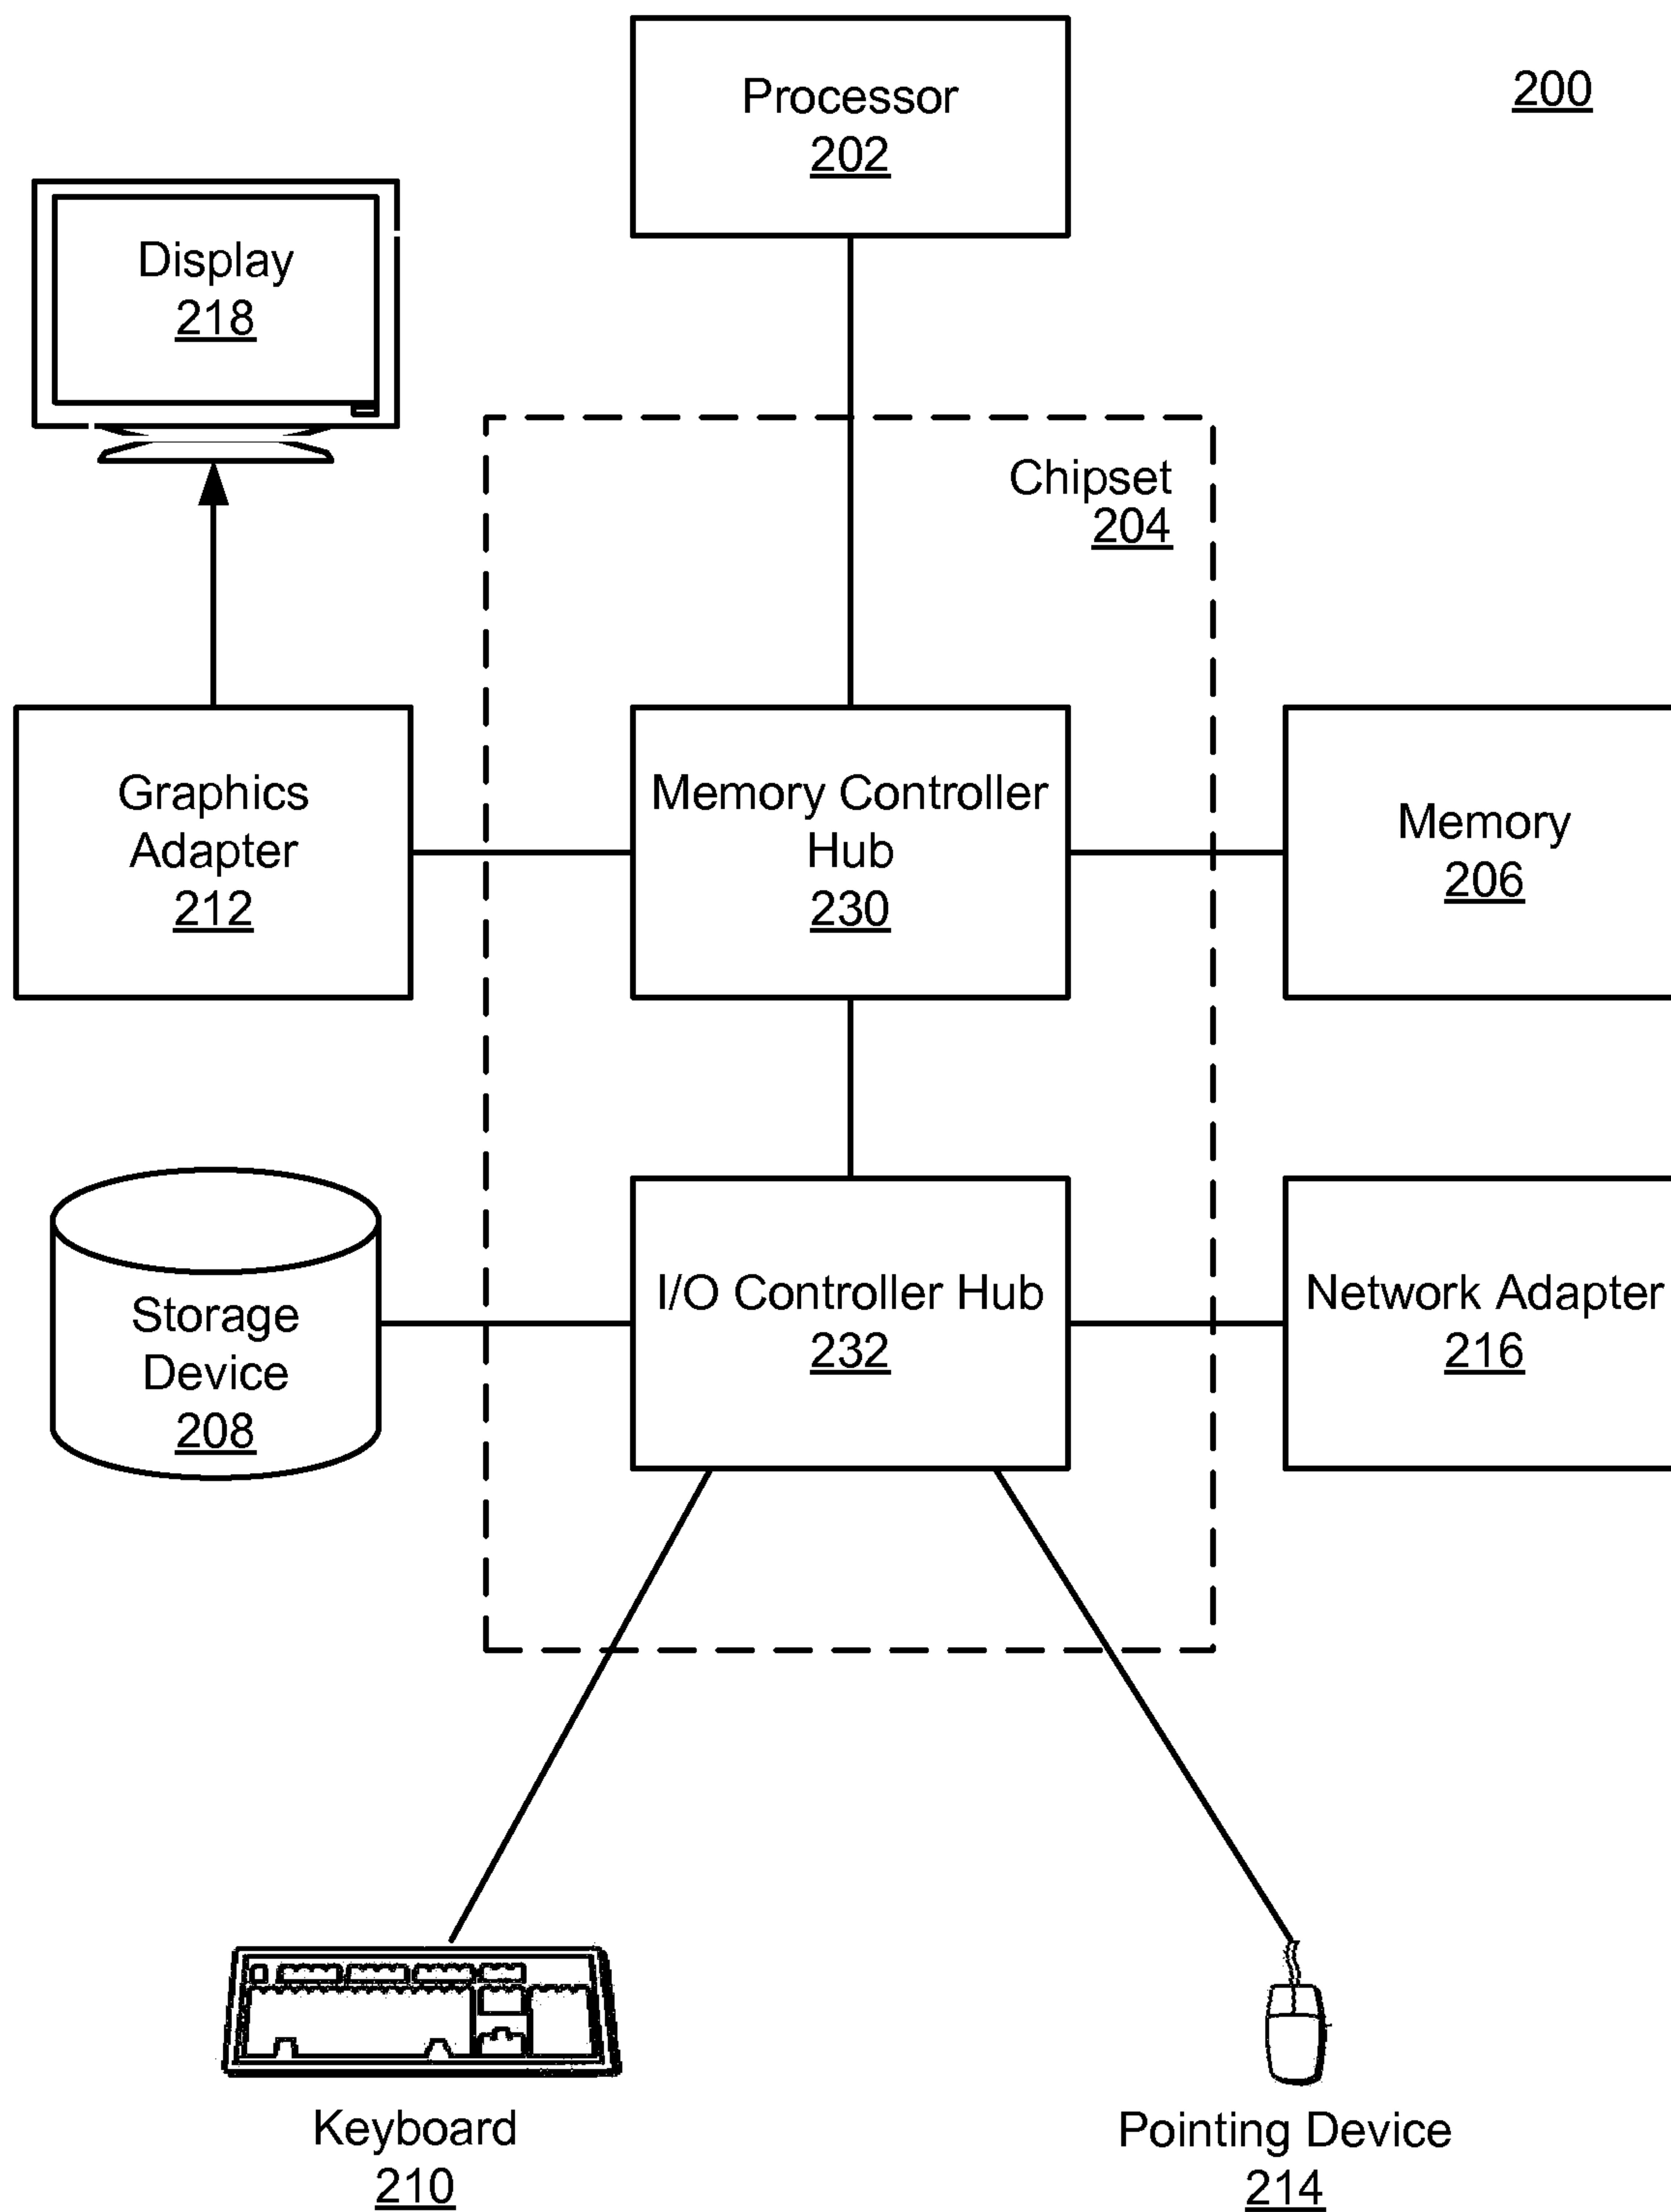 Processor
202
200
Display
218
Chipset
204
Graphics
Adapter
212
Memory Controller
Hub
230
Memory
206
Storage
Device
208
I/O Controller Hub
232
Network Adapter
216
Keyboard
210
Pointing Device
214